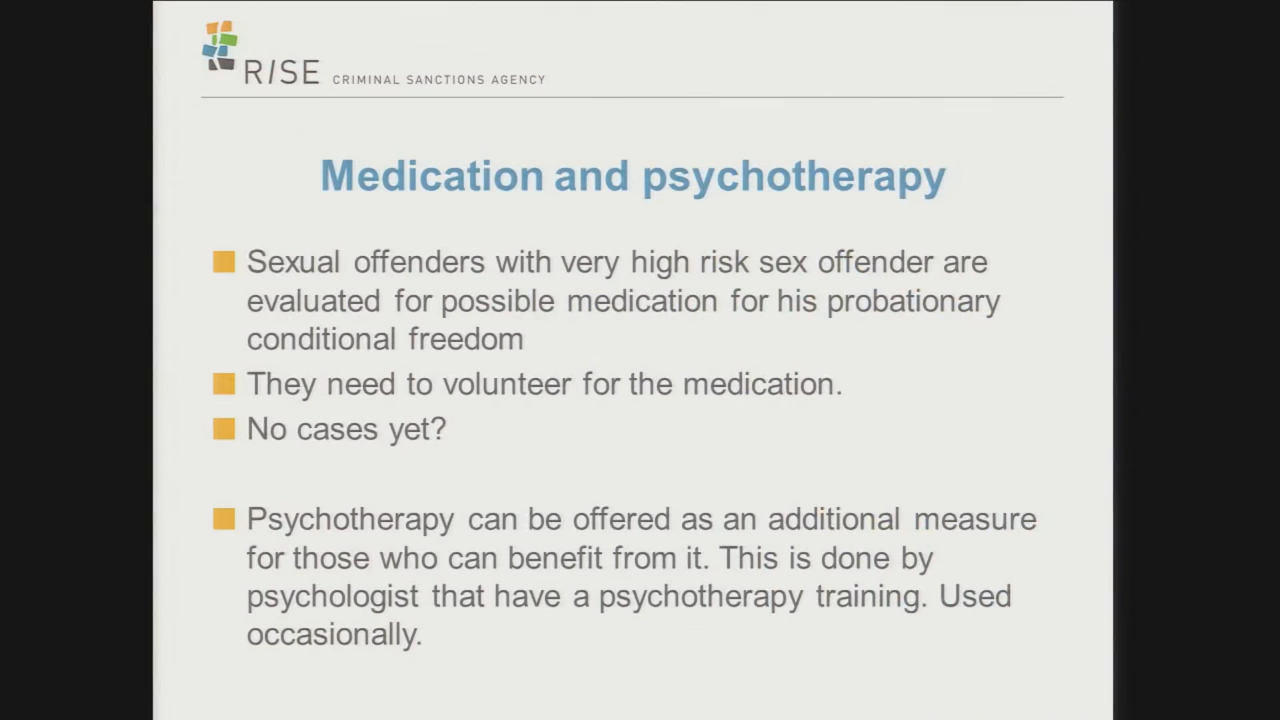 RISE CRIMINAL SANCTIONS AGENCY
Medication and psychotherapy
Sexual offenders with very high risk sex offender are
evaluated for possible medication for his probationary
conditional freedom
They need to volunteer for the medication.
No cases yet?
Psychotherapy can be offered as an additional measure
for those who can benefit from it. This is done by
psychologist that have a psychotherapy training. Used
occasionally.